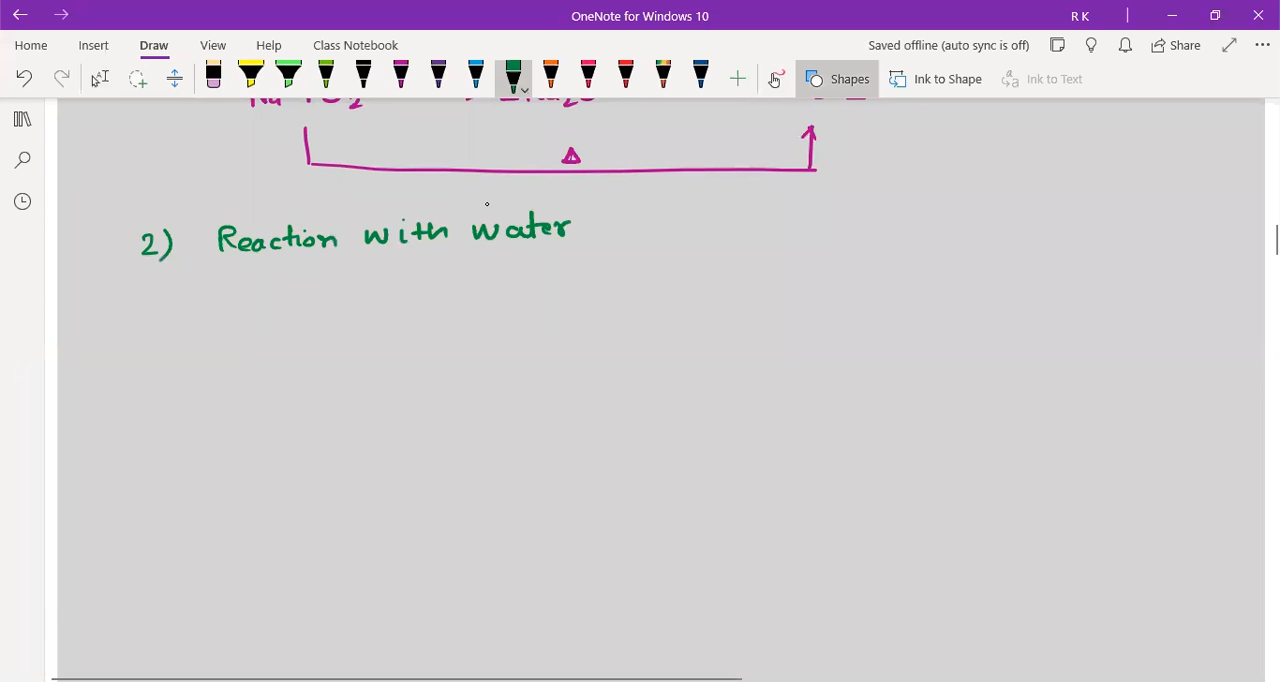 OneNote for Windows 10
R K
Home Insert Draw View Help Class Notebook
Saved offline (auto sync is off) Share
Shapes Ink to Shape Ink to Text
Δ
2) Reaction with water